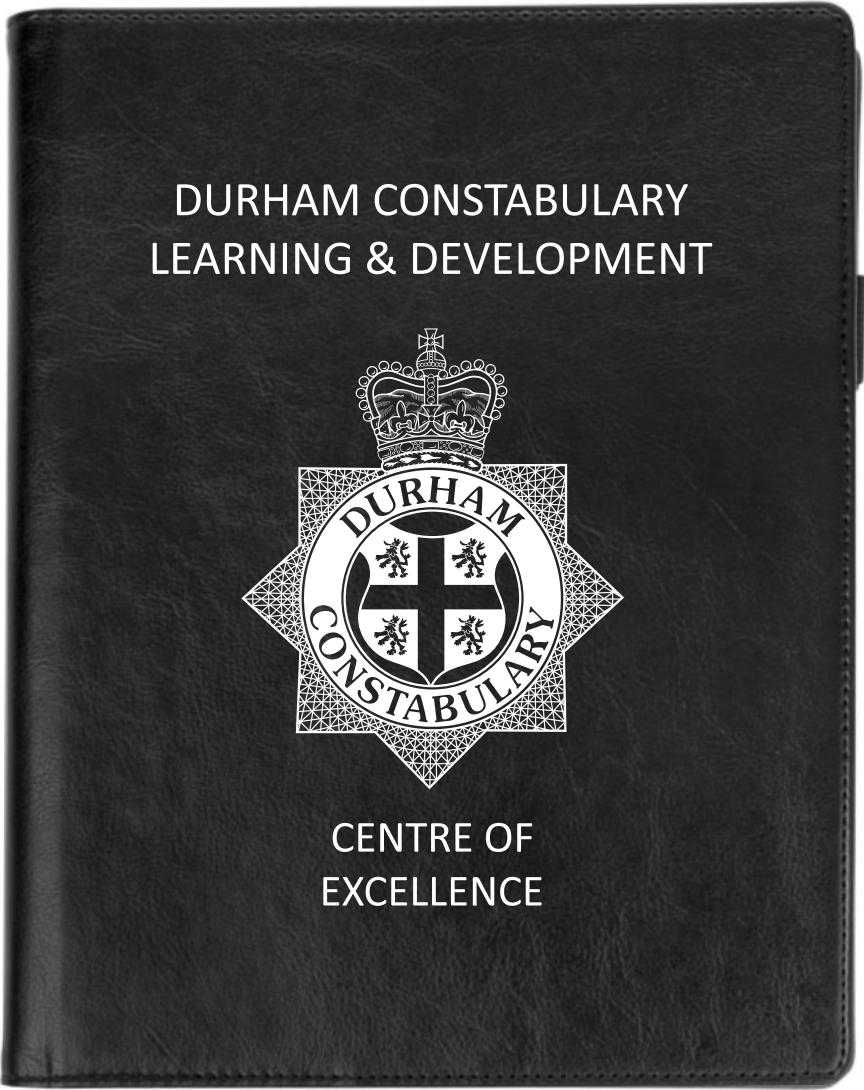 DURHAM CONSTABULARY
LEARNING & DEVELOPMENT
DURHAM
CONSTABULARY
CENTRE OF
EXCELLENCE